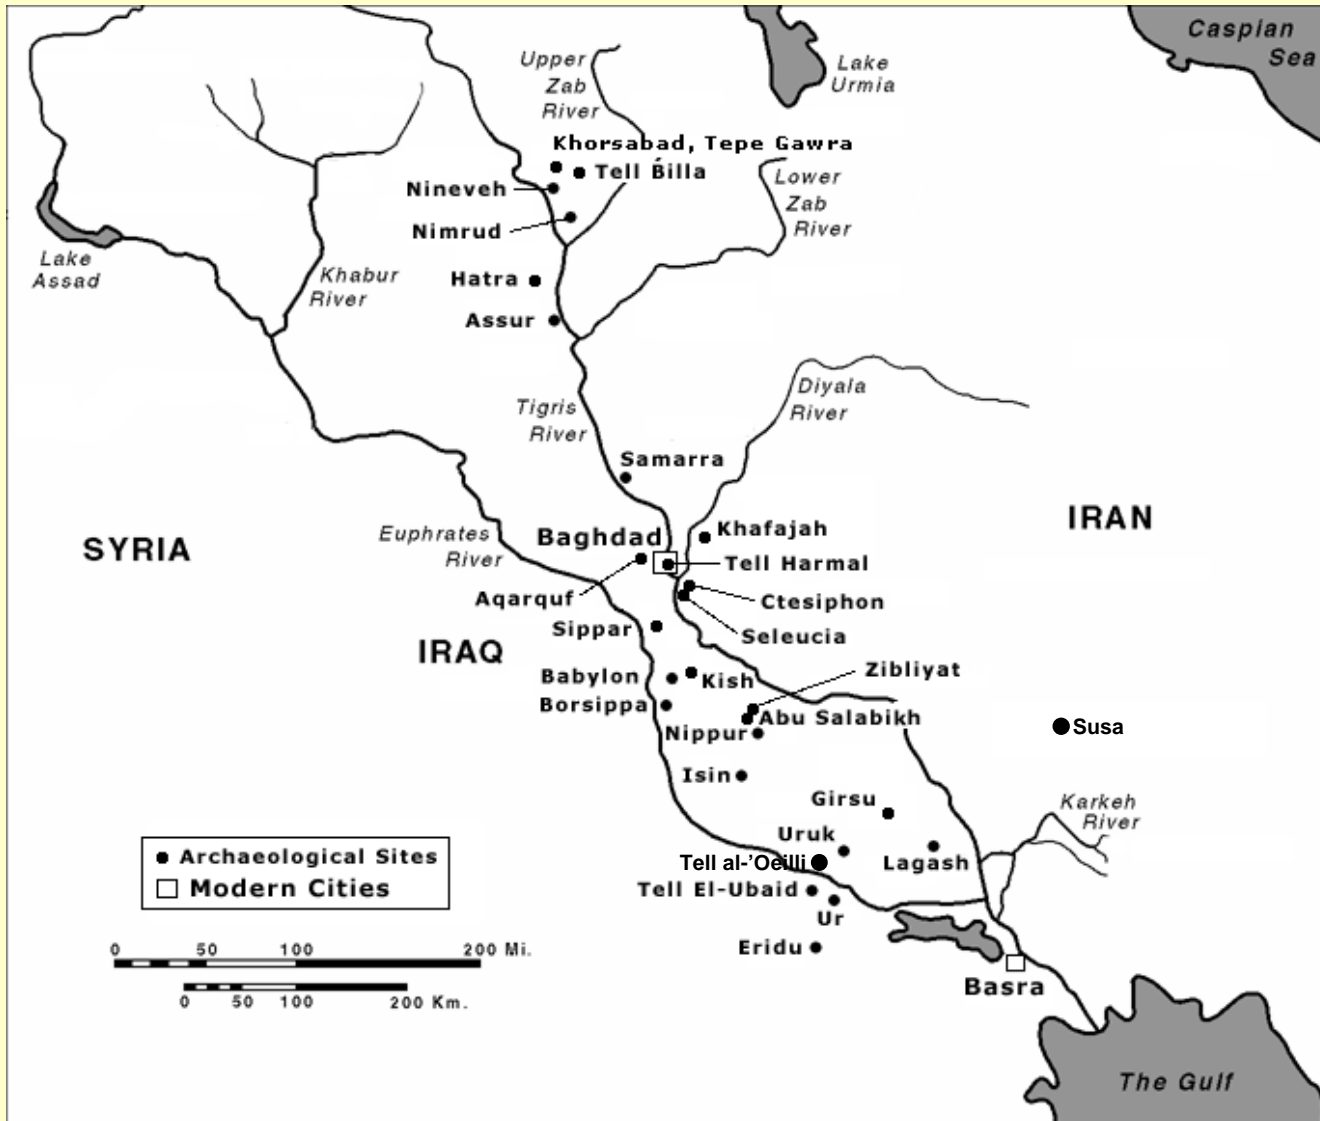 Caspian
Sea
Upper
Zab
River
Lake
Urmia
Khorsabad, Tepe Gawra
Tell Billa
Nineveh
Lower
Zab
River
Nimrud
Lake
Assad
Khabur
River
Hatra
Assur
Diyala
River
Tigris
River
Samarra
IRAN
Khafajah
Euphrates
River
Baghdad
SYRIA
Tell Harmal
Aqarquf
Ctesiphon
Sippar
Seleucia
IRAQ
Zibliyat
Babylon
Kish
Borsippa
Abu Salabikh
Nippur
Susa
Isin
Girsu
Karkeh
River
Uruk
Tell al-'Oeilli
Lagash
Archaeological Sites
Modern Cities
Tell El-Ubaid
Ur
Eridu
0 50 100 200 Mi.
0 50 100 200 Km.
Basra
The Gulf